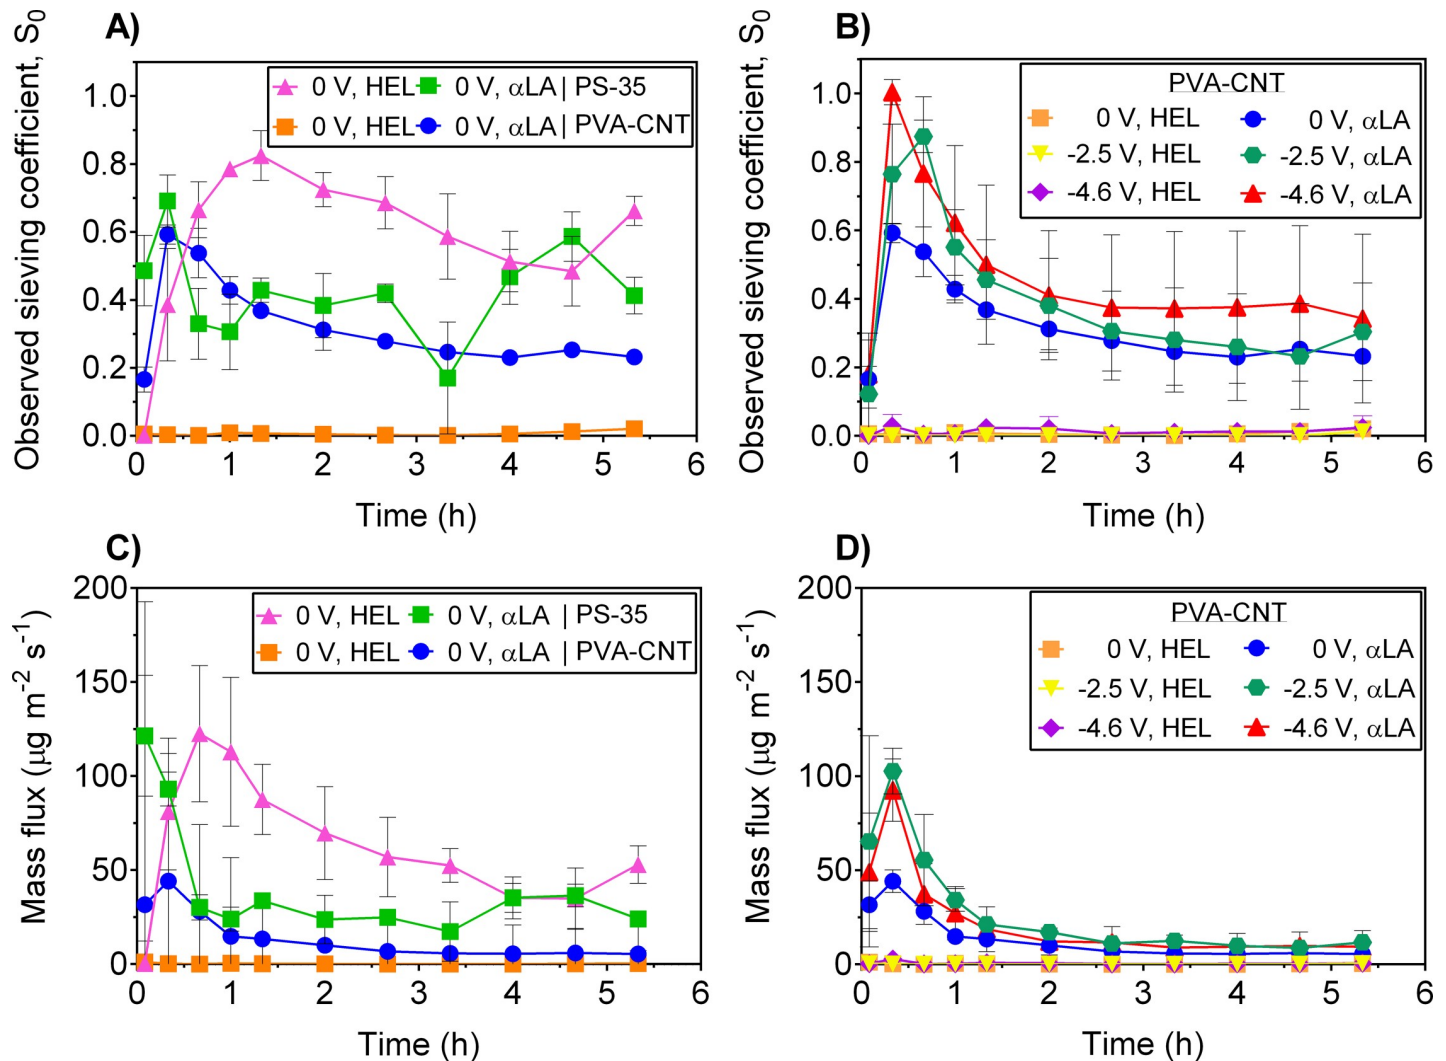 A)
Observed sieving coefficient, S₀
1.0
0.8
0.6
0.4
0.2
0.0
0 V, HEL 0 V, αLA | PS-35
0 V, HEL 0 V, αLA | PVA-CNT
0 1 2 3 4 5 6
Time (h)
B)
Observed sieving coefficient, S₀
1.0
0.8
0.6
0.4
0.2
0.0
PVA-CNT
0 V, HEL 0 V, αLA
-2.5 V, HEL -2.5 V, αLA
-4.6 V, HEL -4.6 V, αLA
0 1 2 3 4 5 6
Time (h)
C)
Mass flux (μg m⁻² s⁻¹)
200
150
100
50
0
0 V, HEL 0 V, αLA | PS-35
0 V, HEL 0 V, αLA | PVA-CNT
0 1 2 3 4 5 6
Time (h)
D)
Mass flux (μg m⁻² s⁻¹)
200
150
100
50
0
PVA-CNT
0 V, HEL 0 V, αLA
-2.5 V, HEL -2.5 V, αLA
-4.6 V, HEL -4.6 V, αLA
0 1 2 3 4 5 6
Time (h)